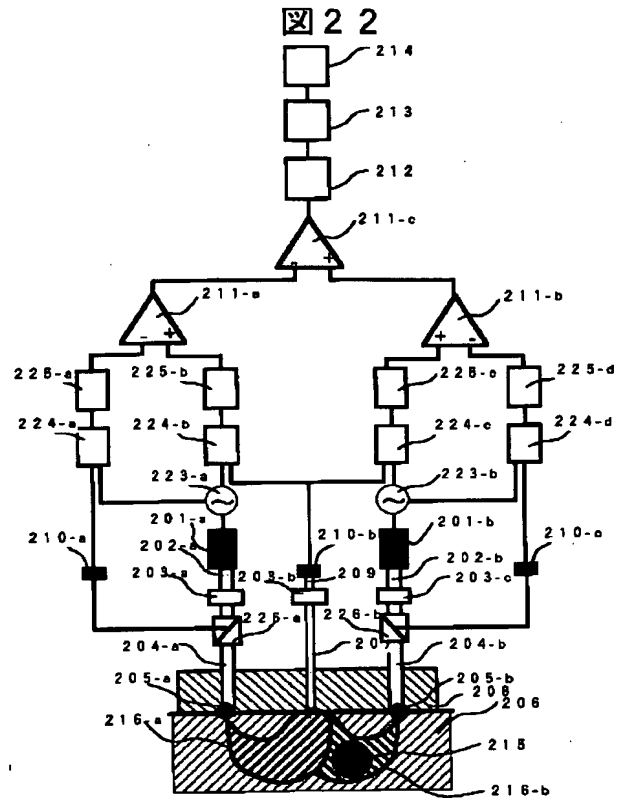 図22
214
213
212
211-c
- +
211-a
211-b
- +
+ -
225-a
225-b
225-c
225-d
224-a
224-b
224-c
224-d
223-a
223-b
201-a
201-b
210-a
210-b
210-c
202-a
209
202-b
203-a
203-b
203-c
226-a
226-b
204-a
207
204-b
205-a
205-b
208
206
216-a
215
216-b